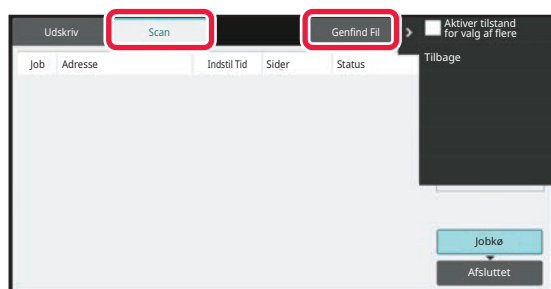 Udskriv
Scan
Genfind Fil
Aktiver tilstand
for valg af flere
Job Adresse Indstil Tid Sider Status
Tilbage
Jobkø
Afsluttet